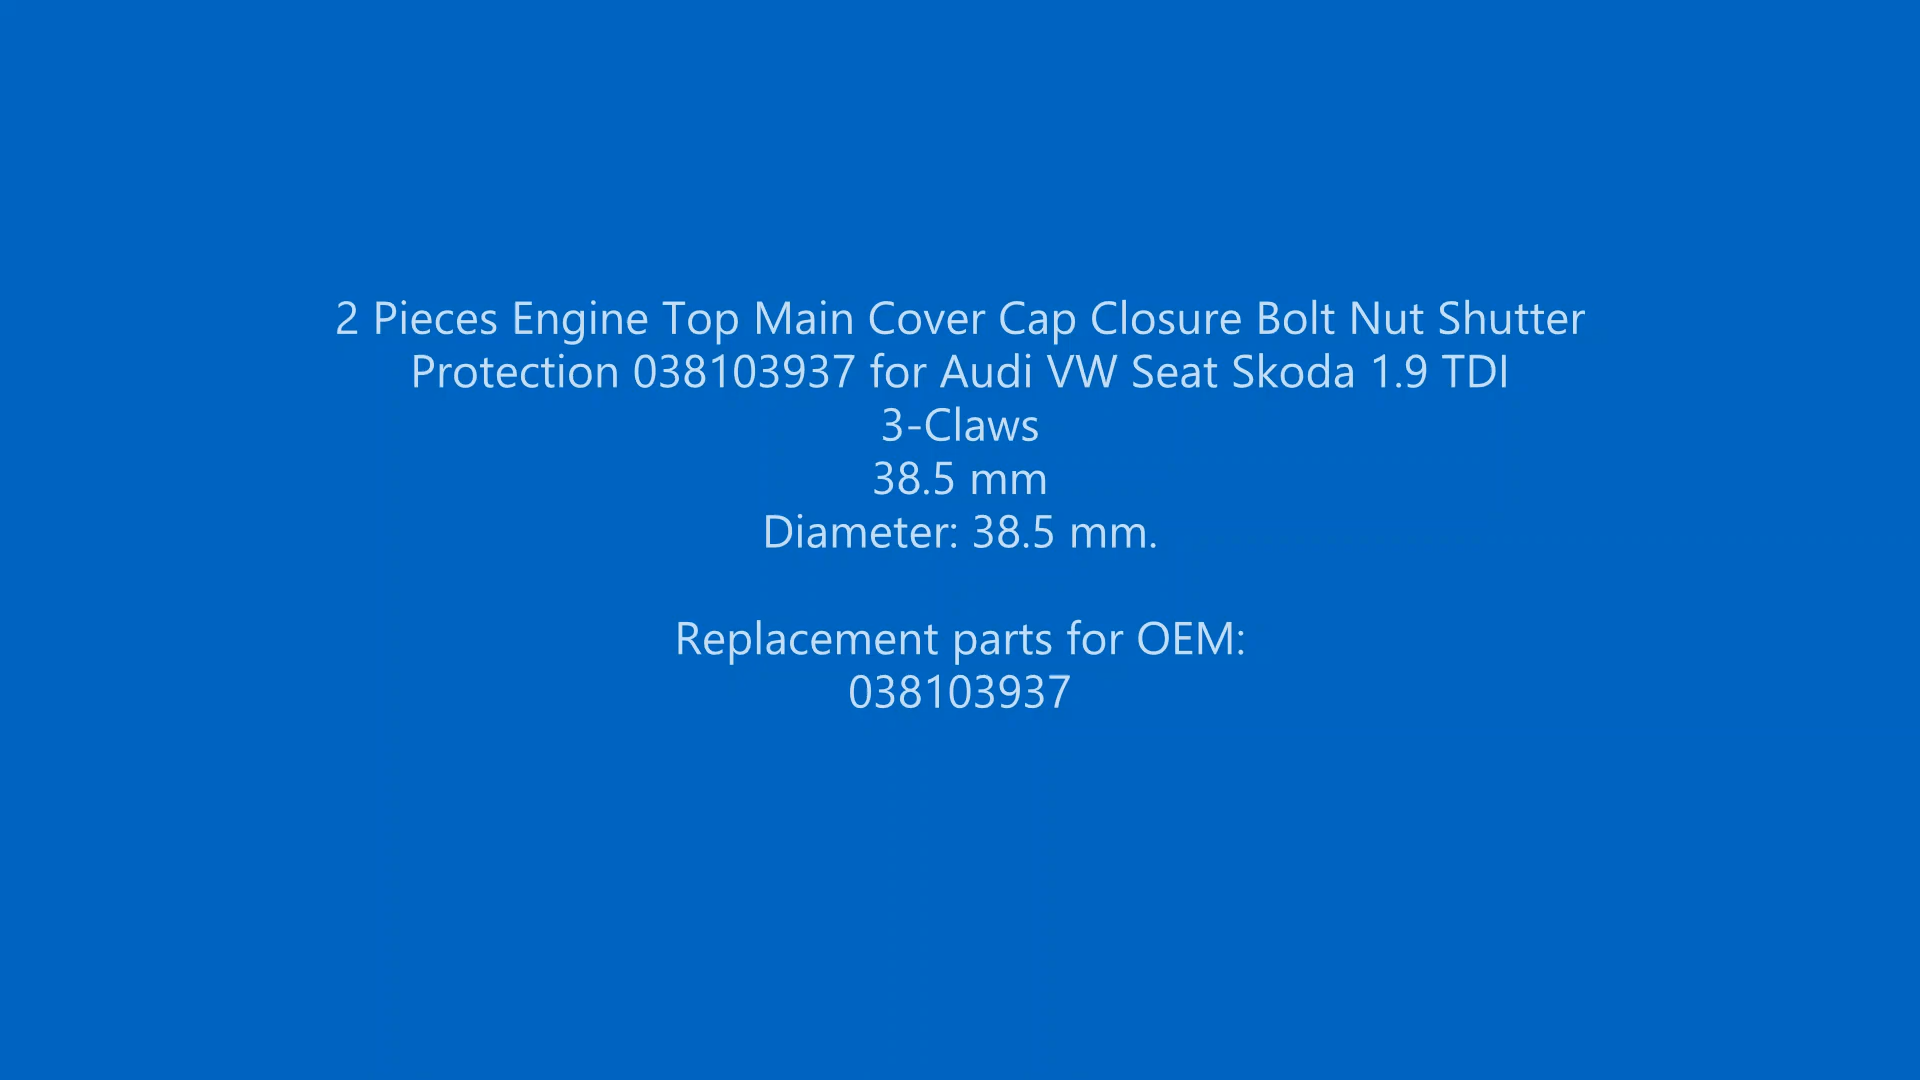 2 Pieces Engine Top Main Cover Cap Closure Bolt Nut Shutter
Protection 038103937 for Audi VW Seat Skoda 1.9 TDI
3-Claws
38.5 mm
Diameter: 38.5 mm.
Replacement parts for OEM:
038103937